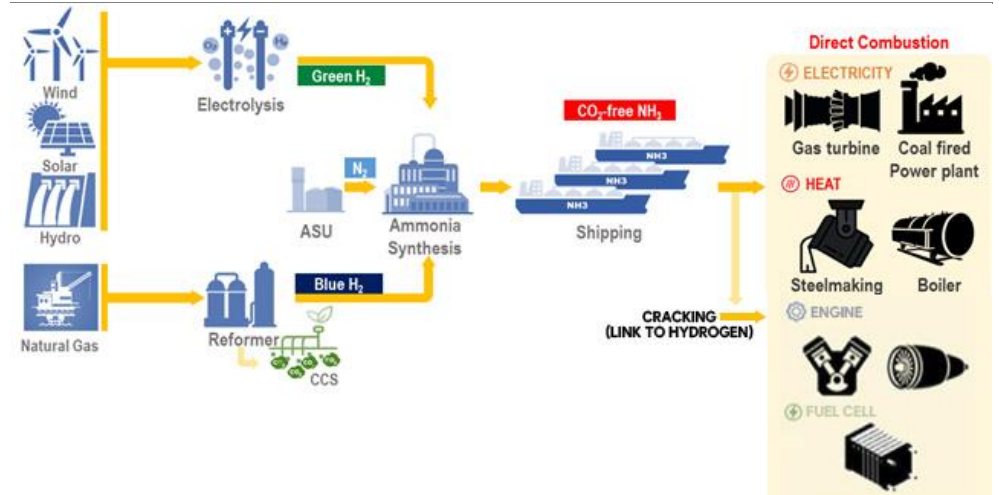 Wind
Solar
Hydro
Natural Gas
Electrolysis
Green H₂
N₂
ASU
Ammonia
Synthesis
Blue H₂
Reformer
CCS
CO₂-free NH₃
NH3
NH3
NH3
Shipping
CRACKING
(LINK TO HYDROGEN)
Direct Combustion
ELECTRICITY
Gas turbine
Coal fired
Power plant
HEAT
Steelmaking
Boiler
ENGINE
FUEL CELL